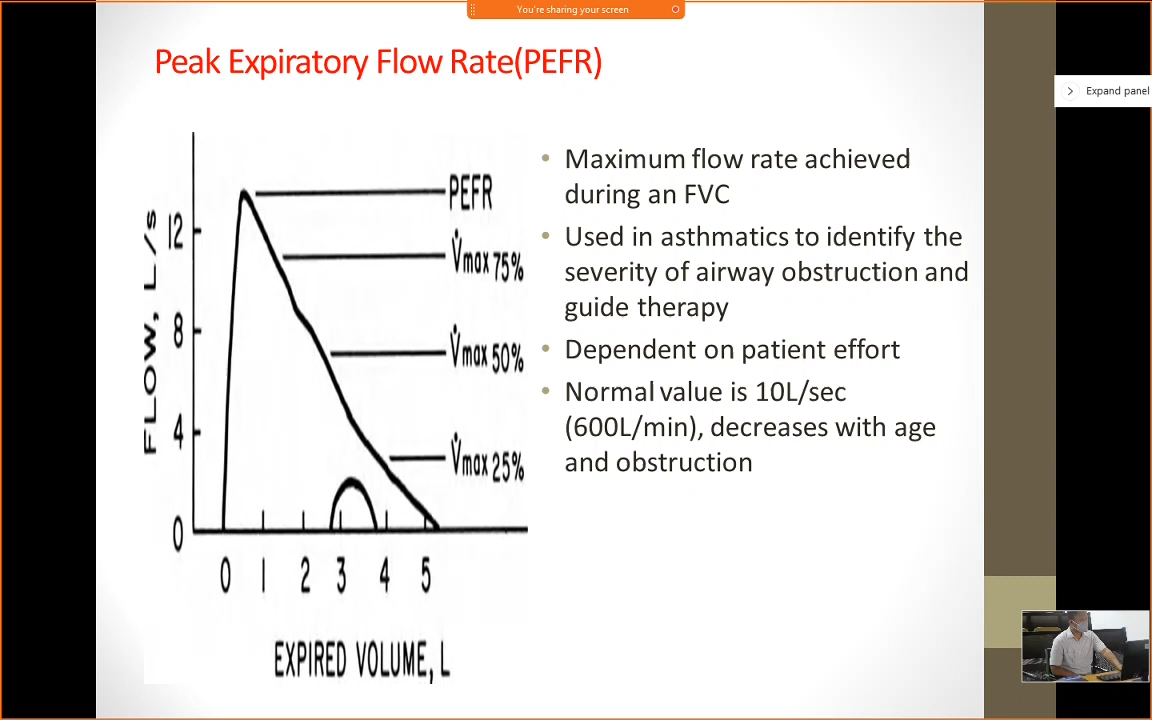 You're sharing your screen
Peak Expiratory Flow Rate(PEFR)
Expand panel
FLOW, L/s
12
8
4
0
PEFR
V̇max 75%
V̇max 50%
V̇max 25%
0 1 2 3 4 5
EXPIRED VOLUME, L
• Maximum flow rate achieved
during an FVC
• Used in asthmatics to identify the
severity of airway obstruction and
guide therapy
• Dependent on patient effort
• Normal value is 10L/sec
(600L/min), decreases with age
and obstruction